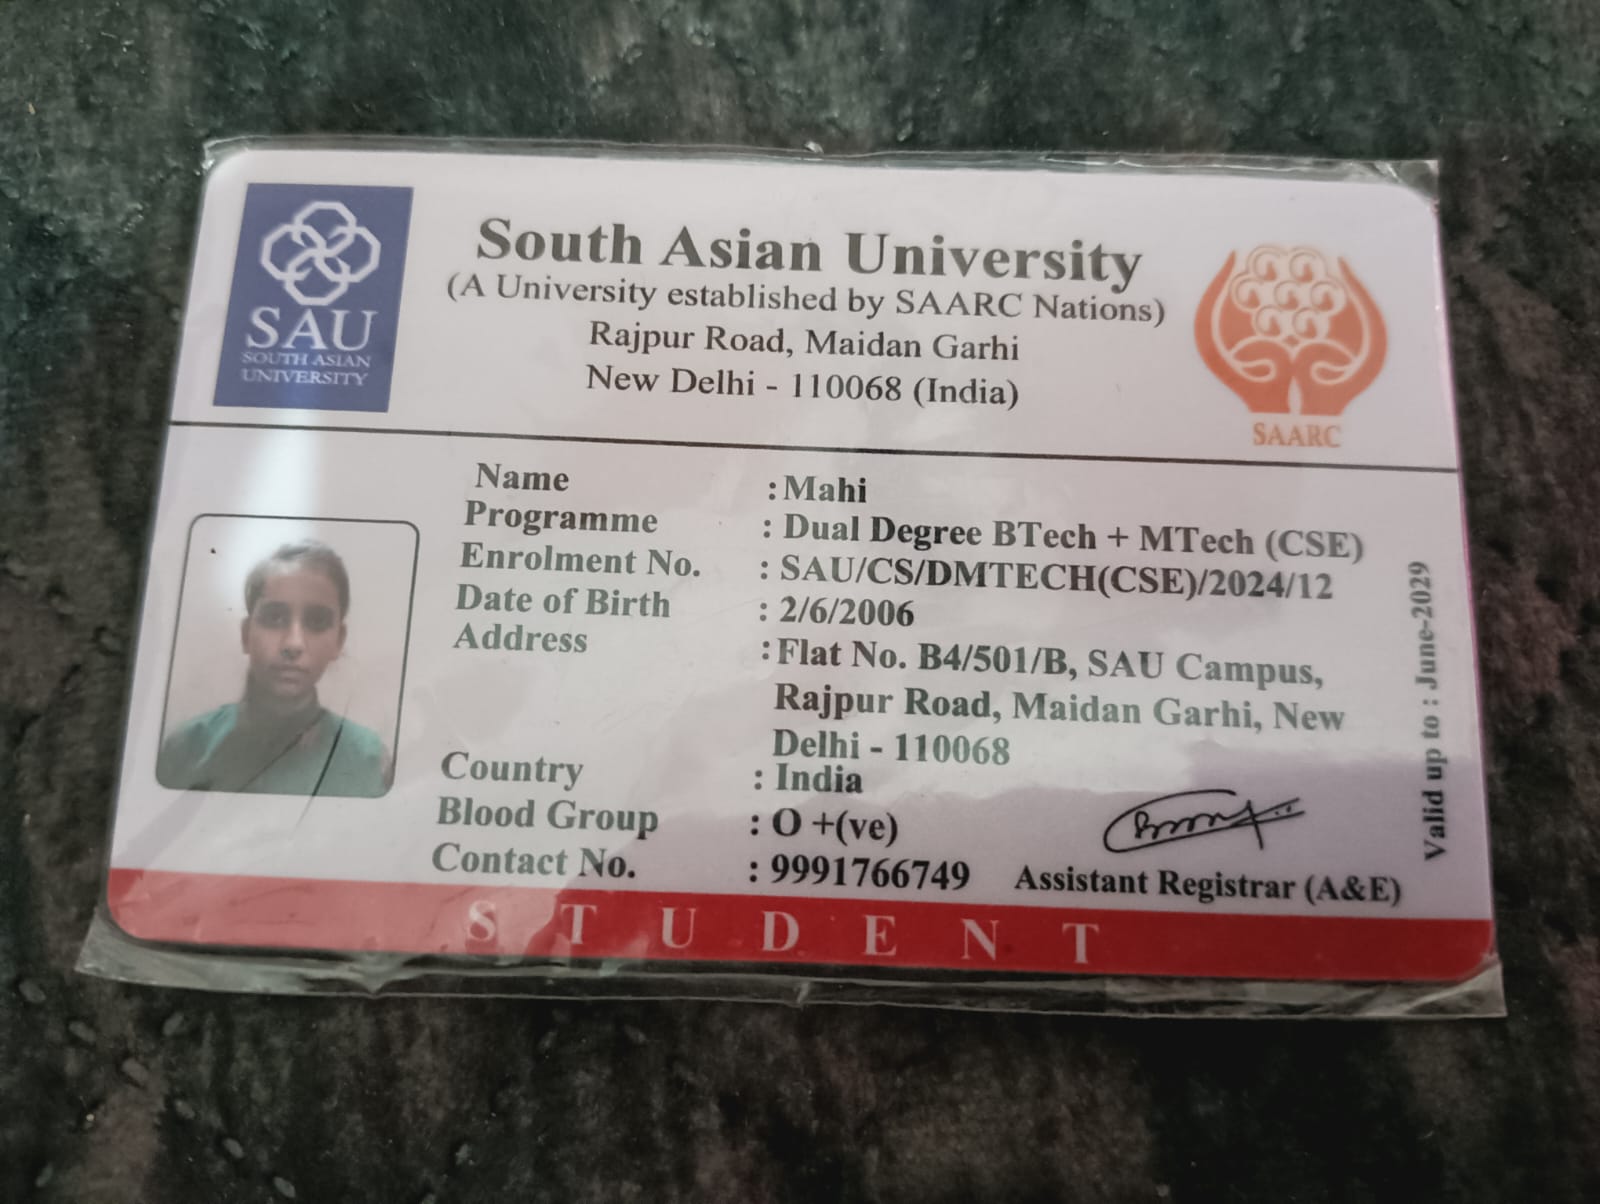 SAU
SOUTH ASIAN
UNIVERSITY
South Asian University
(A University established by SAARC Nations)
Rajpur Road, Maidan Garhi
New Delhi - 110068 (India)
SAARC
Name : Mahi
Programme : Dual Degree BTech + MTech (CSE)
Enrolment No. : SAU/CS/DMTECH(CSE)/2024/12
Date of Birth : 2/6/2006
Address : Flat No. B4/501/B, SAU Campus,
Rajpur Road, Maidan Garhi, New
Delhi - 110068
Country : India
Blood Group : O +(ve)
Contact No. : 9991766749
Assistant Registrar (A&E)
Valid up to : June-2029
STUDENT